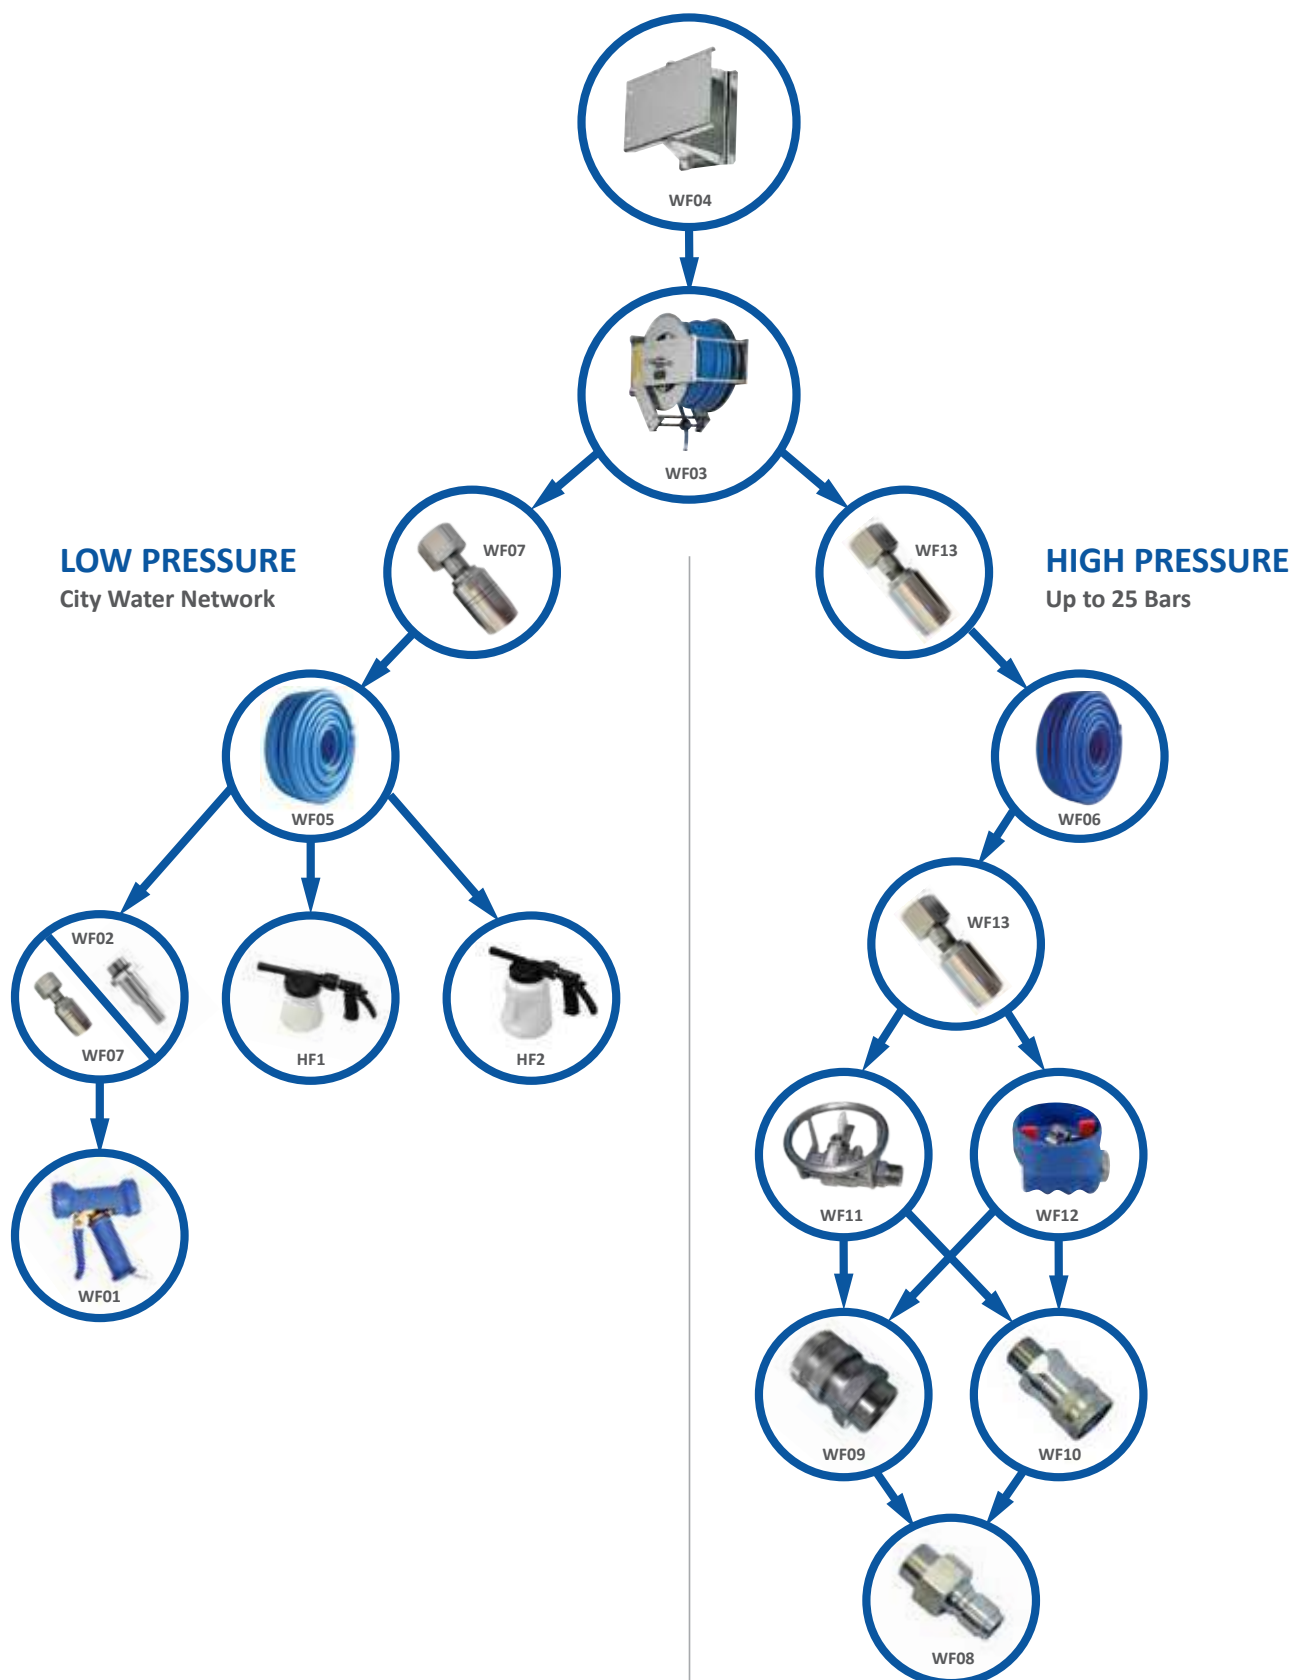 WF04
WF03
WF07
WF13
LOW PRESSURE
City Water Network
HIGH PRESSURE
Up to 25 Bars
WF05
WF06
WF02
WF07
HF1
HF2
WF13
WF01
WF11
WF12
WF09
WF10
WF08